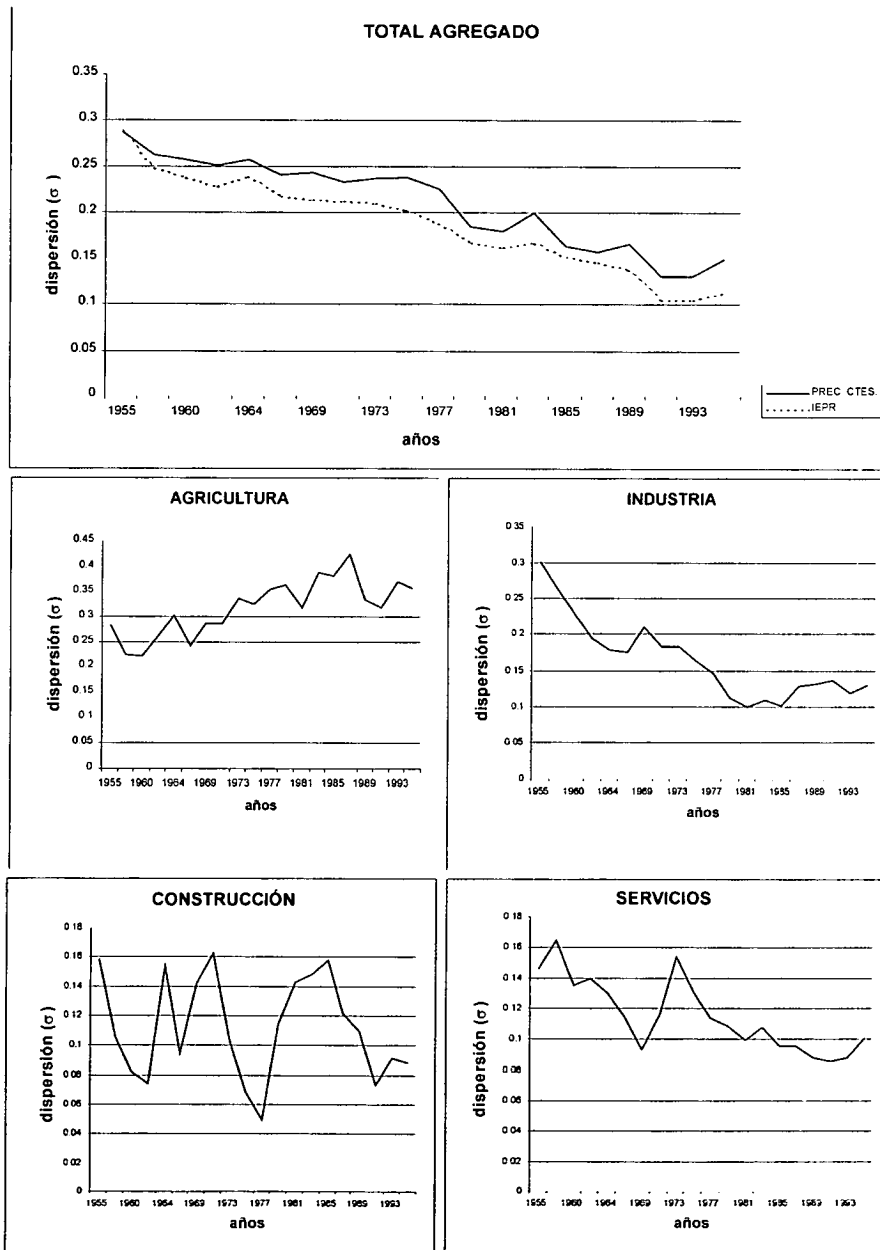 TOTAL AGREGADO
0.35
0.3
0.25
0.2
0.15
0.1
0.05
0
dispersión (σ)
1955 1960 1964 1969 1973 1977 1981 1985 1989 1993
años
PREC CTES.
IEPR
AGRICULTURA
0.45
0.4
0.35
0.3
0.25
0.2
0.15
0.1
0.05
0
dispersión (σ)
1955 1960 1964 1969 1973 1977 1981 1985 1989 1993
años
INDUSTRIA
0.35
0.3
0.25
0.2
0.15
0.1
0.05
0
dispersión (σ)
1955 1960 1964 1969 1973 1977 1981 1985 1989 1993
años
CONSTRUCCIÓN
0.18
0.16
0.14
0.12
0.1
0.08
0.06
0.04
0.02
0
dispersión (σ)
1955 1960 1964 1969 1973 1977 1981 1985 1989 1993
años
SERVICIOS
0.18
0.16
0.14
0.12
0.1
0.08
0.06
0.04
0.02
0
dispersión (σ)
1955 1960 1964 1969 1973 1977 1981 1985 1989 1993
años